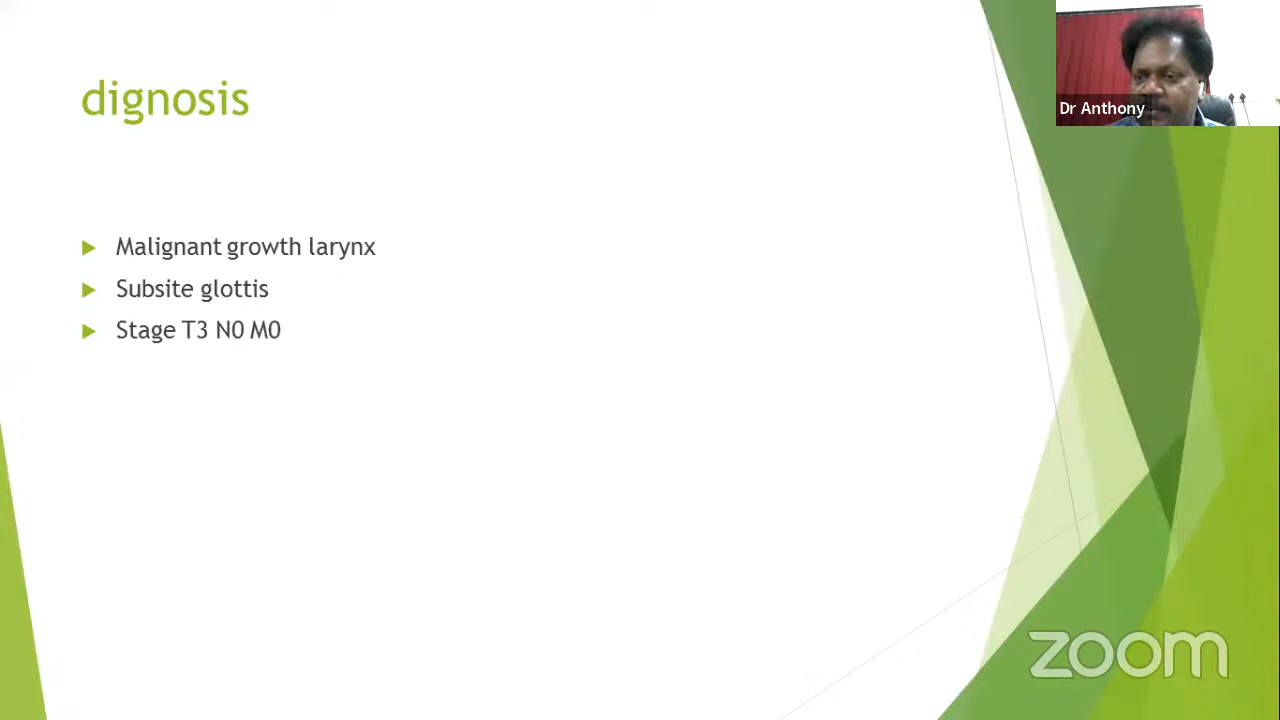 dignosis
Dr Anthony
Malignant growth larynx
Subsite glottis
Stage T3 N0 M0
zoom